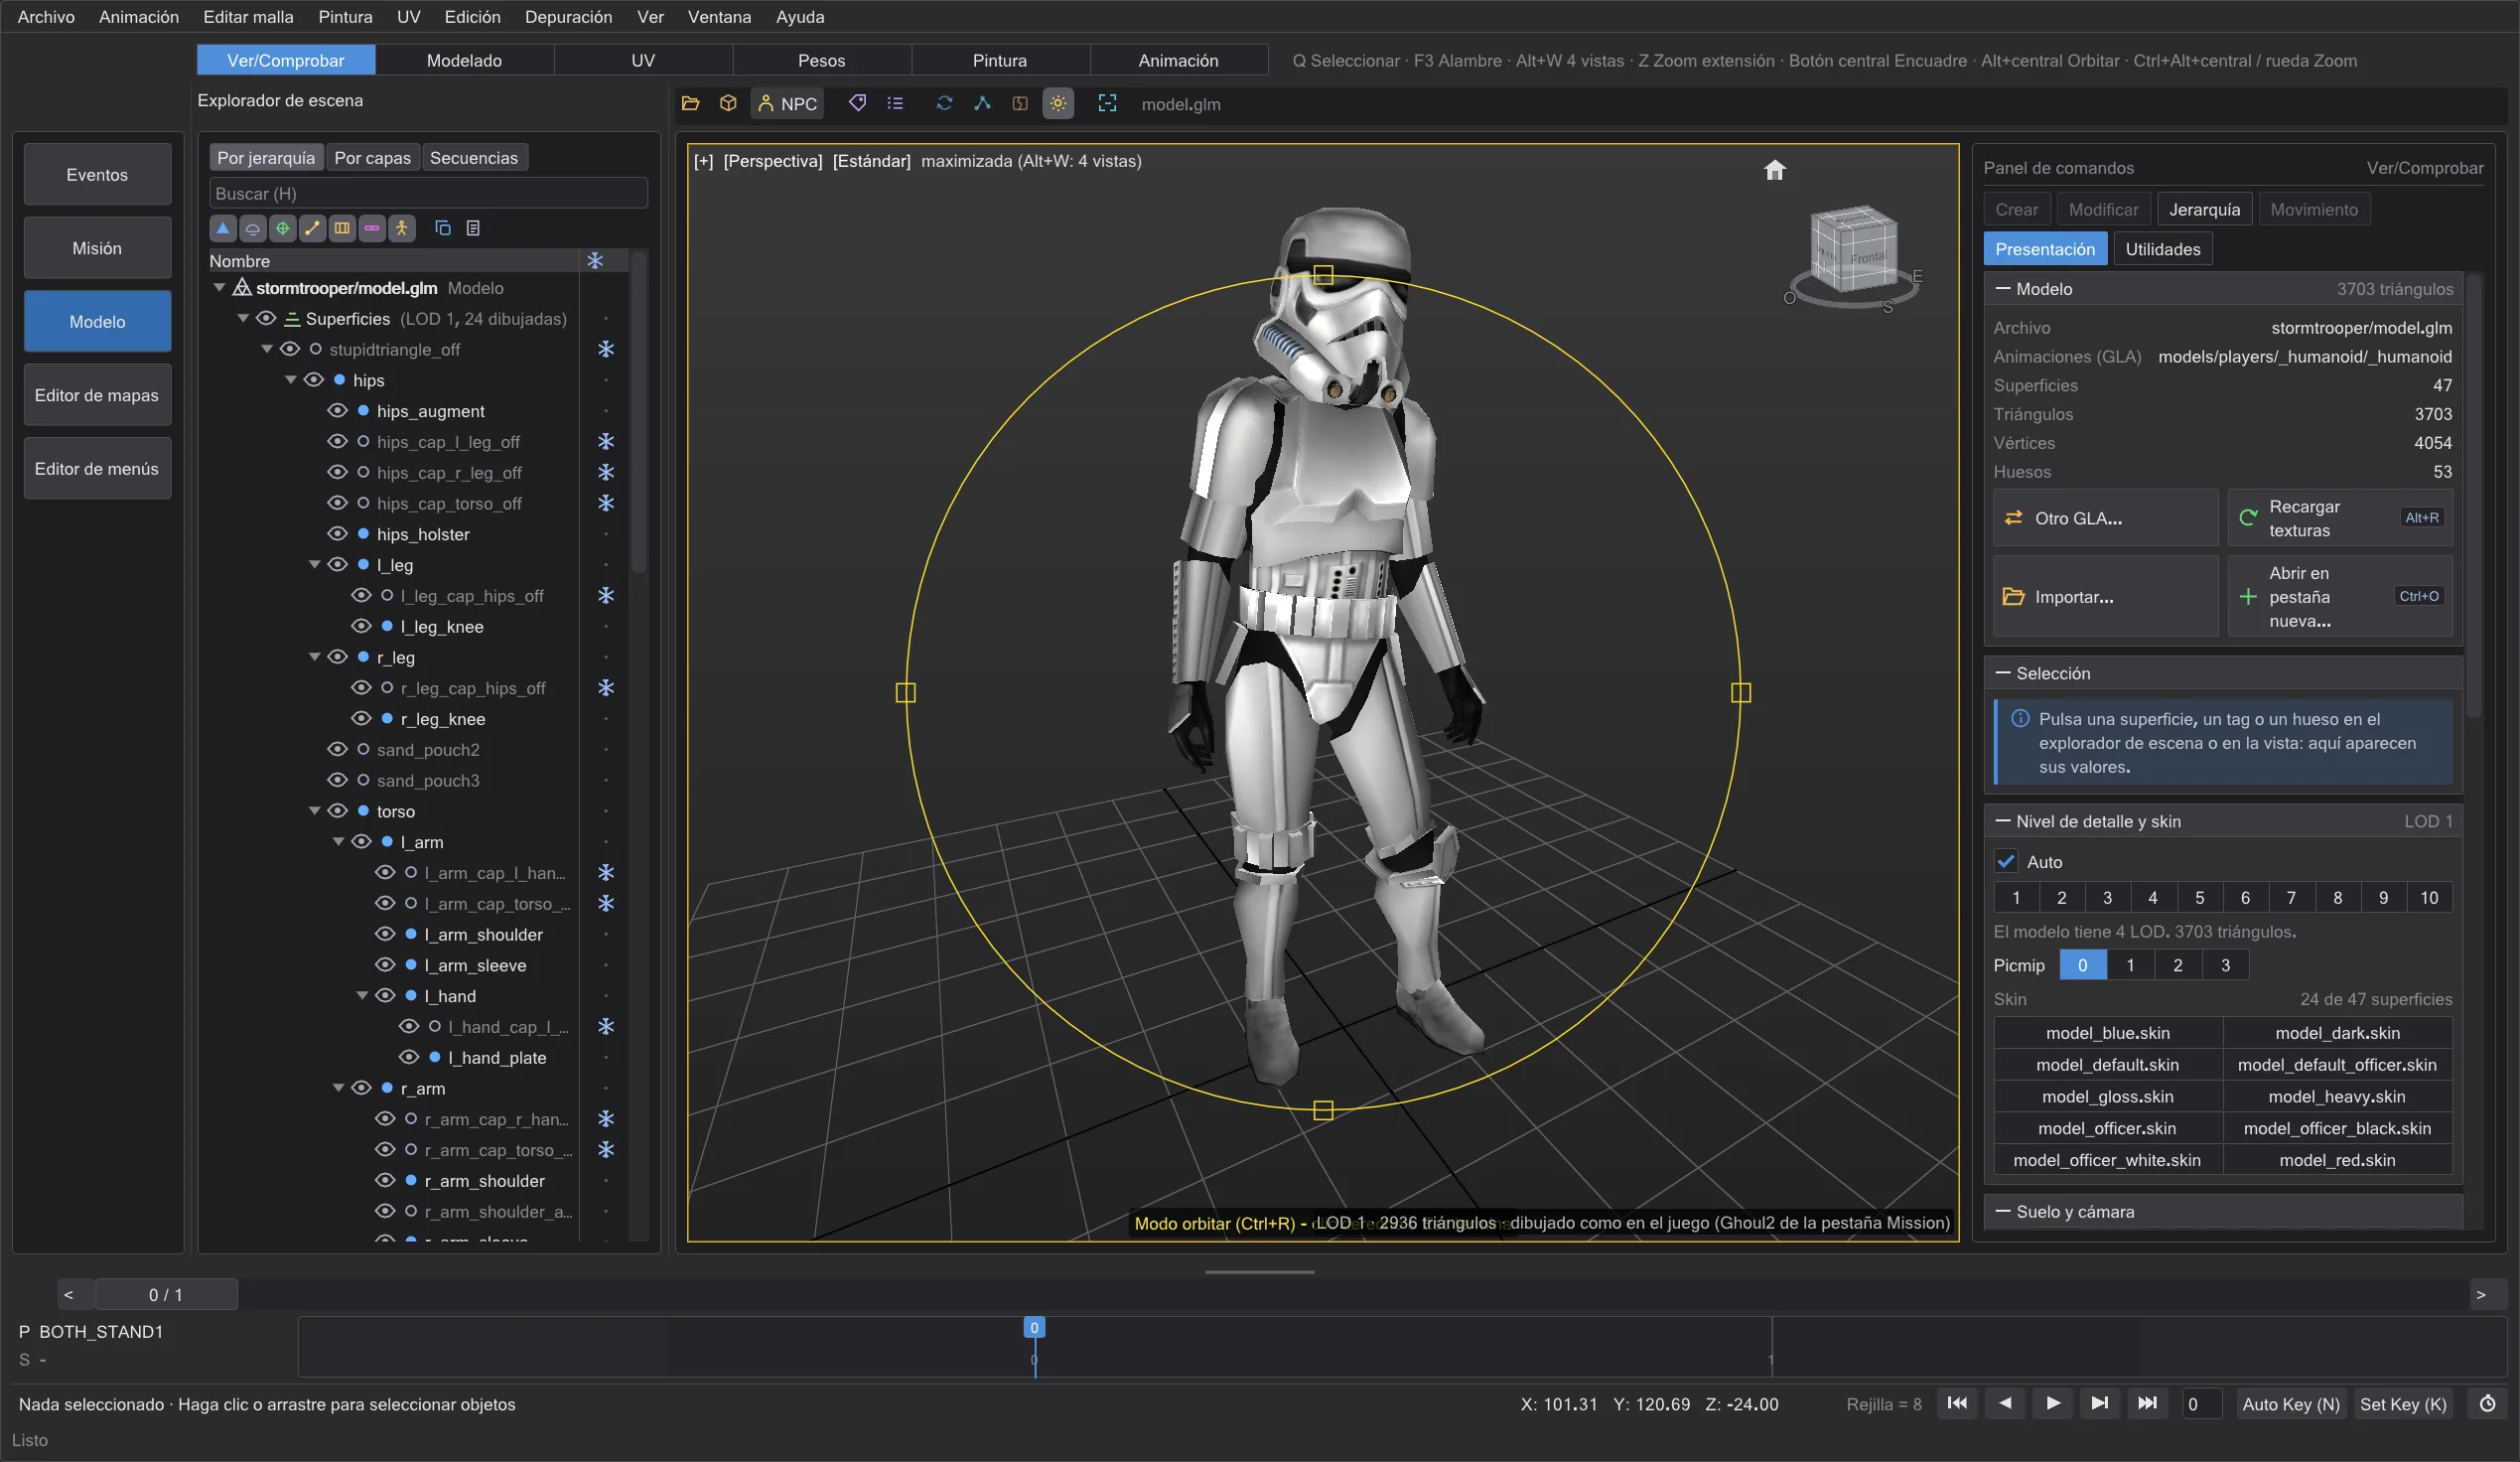 Archivo Animación Editar malla Pintura UV Edición Depuración Ver Ventana Ayuda
Ver/Comprobar Modelado UV Pesos Pintura Animación Q Seleccionar · F3 Alambre · Alt+W 4 vistas · Z Zoom extensión · Botón central Encuadre · Alt+central Orbitar · Ctrl+Alt+central / rueda Zoom
Explorador de escena
NPC model.glm
Eventos
Misión
Modelo
Editor de mapas
Editor de menús
Por jerarquía Por capas Secuencias
Buscar (H)
Nombre
stormtrooper/model.glm Modelo
Superficies (LOD 1, 24 dibujadas)
stupidtriangle_off
hips
hips_augment
hips_cap_l_leg_off
hips_cap_r_leg_off
hips_cap_torso_off
hips_holster
l_leg
l_leg_cap_hips_off
l_leg_knee
r_leg
r_leg_cap_hips_off
r_leg_knee
sand_pouch2
sand_pouch3
torso
l_arm
l_arm_cap_l_han...
l_arm_cap_torso_...
l_arm_shoulder
l_arm_sleeve
l_hand
l_hand_cap_l_...
l_hand_plate
r_arm
r_arm_cap_r_han...
r_arm_cap_torso_...
r_arm_shoulder
r_arm_shoulder_a...
r_arm_sleeve
[+] [Perspectiva] [Estándar] maximizada (Alt+W: 4 vistas)
Frontal
E
O
S
Modo orbitar (Ctrl+R) - LOD 1 · 2936 triángulos · dibujado como en el juego (Ghoul2 de la pestaña Mission)
Panel de comandos Ver/Comprobar
Crear Modificar Jerarquía Movimiento
Presentación Utilidades
Modelo 3703 triángulos
Archivo stormtrooper/model.glm
Animaciones (GLA) models/players/_humanoid/_humanoid
Superficies 47
Triángulos 3703
Vértices 4054
Huesos 53
Otro GLA...
Recargar texturas Alt+R
Importar...
Abrir en pestaña nueva... Ctrl+O
Selección
Pulsa una superficie, un tag o un hueso en el
explorador de escena o en la vista: aquí aparecen
sus valores.
Nivel de detalle y skin LOD 1
Auto
1 2 3 4 5 6 7 8 9 10
El modelo tiene 4 LOD. 3703 triángulos.
Picmip 0 1 2 3
Skin 24 de 47 superficies
model_blue.skin model_dark.skin
model_default.skin model_default_officer.skin
model_gloss.skin model_heavy.skin
model_officer.skin model_officer_black.skin
model_officer_white.skin model_red.skin
Suelo y cámara
< 0 / 1 >
P BOTH_STAND1
S -
0
0 1
Nada seleccionado · Haga clic o arrastre para seleccionar objetos
X: 101.31 Y: 120.69 Z: -24.00 Rejilla = 8 0 Auto Key (N) Set Key (K)
Listo